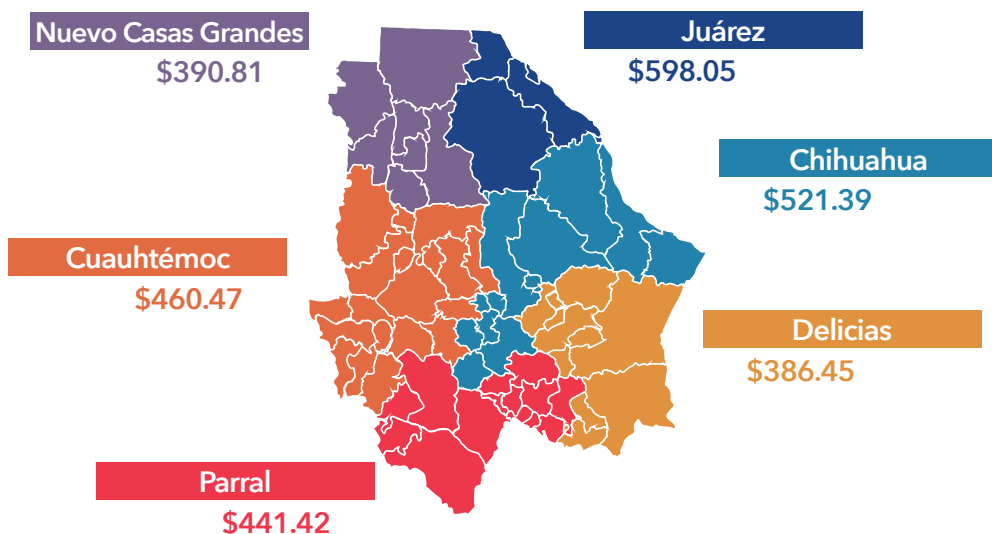 Nuevo Casas Grandes
$390.81
Juárez
$598.05
Chihuahua
$521.39
Cuauhtémoc
$460.47
Delicias
$386.45
Parral
$441.42